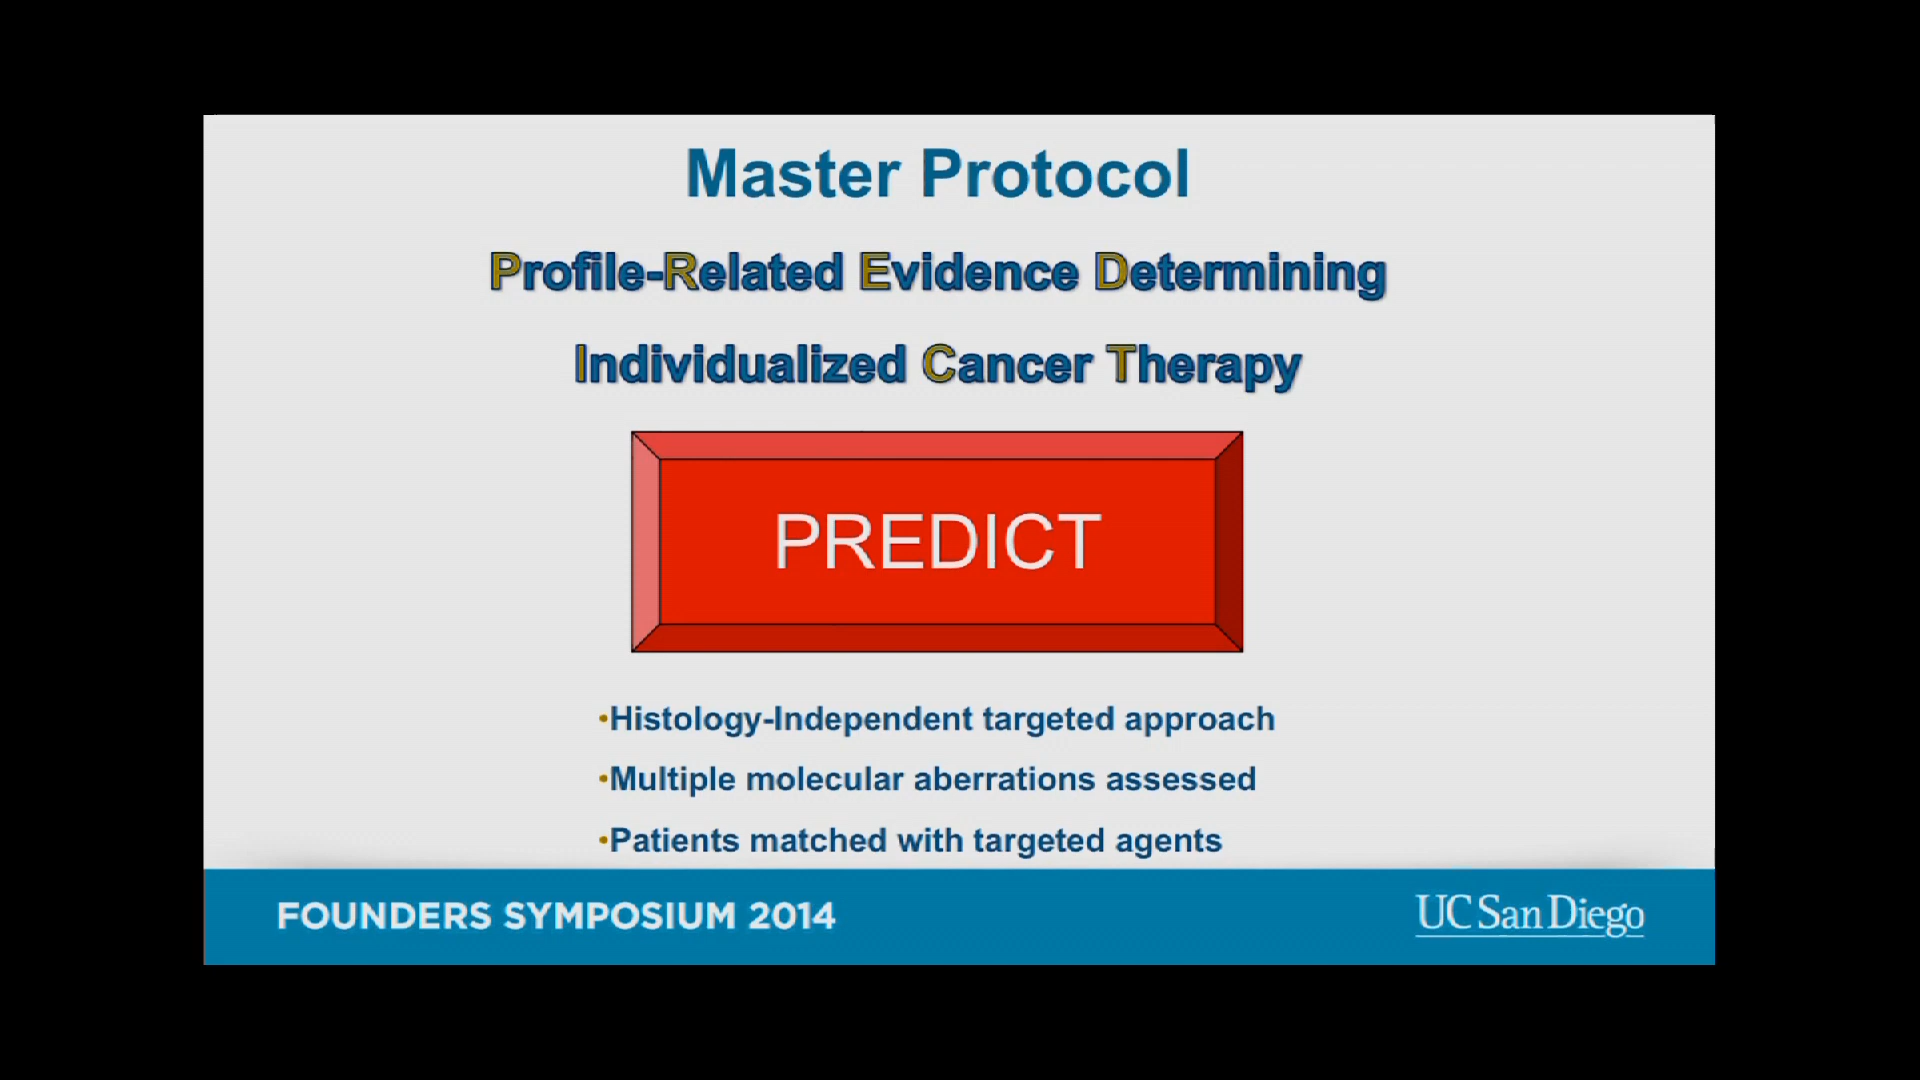 Master Protocol
Profile-Related Evidence Determining
Individualized Cancer Therapy
PREDICT
•Histology-Independent targeted approach
•Multiple molecular aberrations assessed
•Patients matched with targeted agents
FOUNDERS SYMPOSIUM 2014
UC San Diego